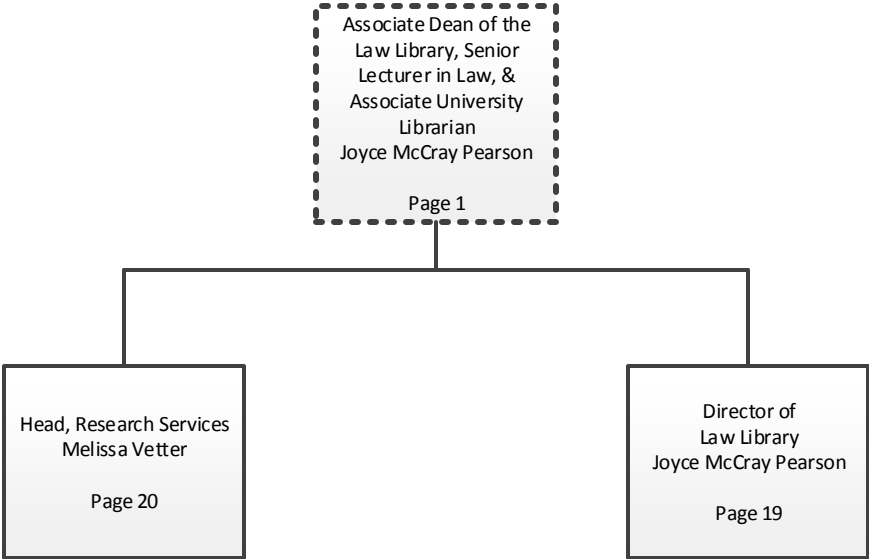 Associate Dean of the
Law Library, Senior
Lecturer in Law, &
Associate University
Librarian
Joyce McCray Pearson
Page 1
Head, Research Services
Melissa Vetter
Page 20
Director of
Law Library
Joyce McCray Pearson
Page 19